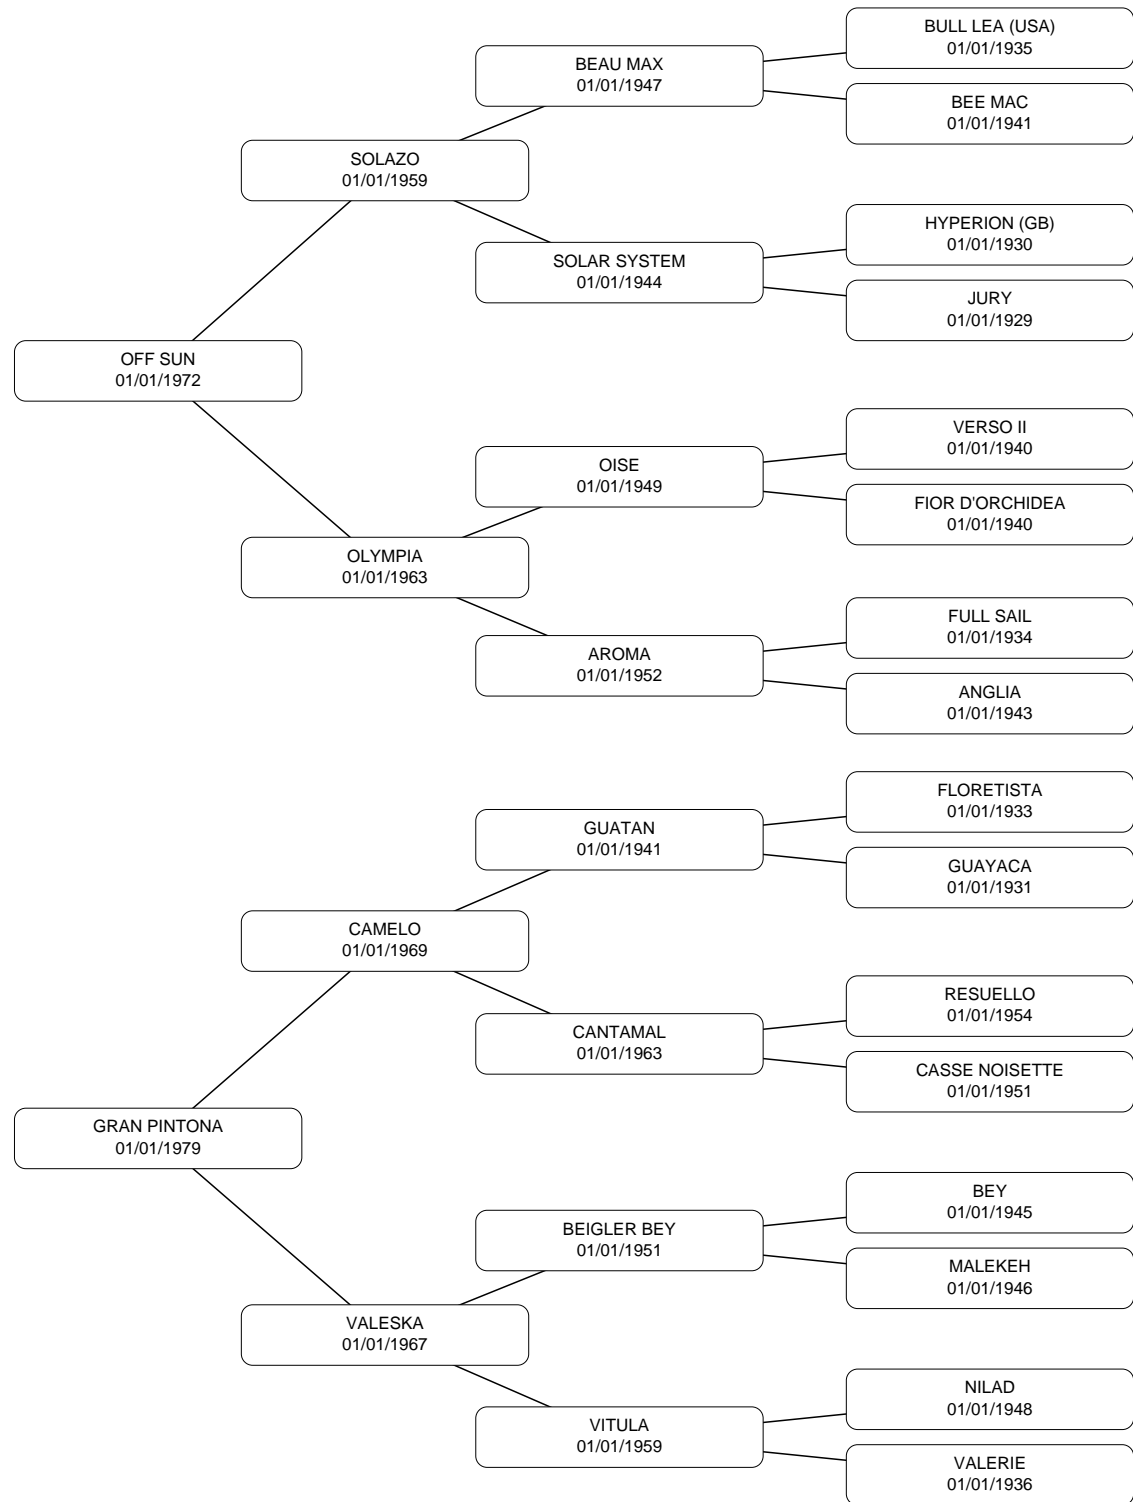 BULL LEA (USA)
01/01/1935
BEAU MAX
01/01/1947
BEE MAC
01/01/1941
SOLAZO
01/01/1959
HYPERION (GB)
01/01/1930
SOLAR SYSTEM
01/01/1944
JURY
01/01/1929
OFF SUN
01/01/1972
VERSO II
01/01/1940
OISE
01/01/1949
FIOR D'ORCHIDEA
01/01/1940
OLYMPIA
01/01/1963
FULL SAIL
01/01/1934
AROMA
01/01/1952
ANGLIA
01/01/1943
FLORETISTA
01/01/1933
GUATAN
01/01/1941
GUAYACA
01/01/1931
CAMELO
01/01/1969
RESUELLO
01/01/1954
CANTAMAL
01/01/1963
CASSE NOISETTE
01/01/1951
GRAN PINTONA
01/01/1979
BEY
01/01/1945
BEIGLER BEY
01/01/1951
MALEKEH
01/01/1946
VALESKA
01/01/1967
NILAD
01/01/1948
VITULA
01/01/1959
VALERIE
01/01/1936